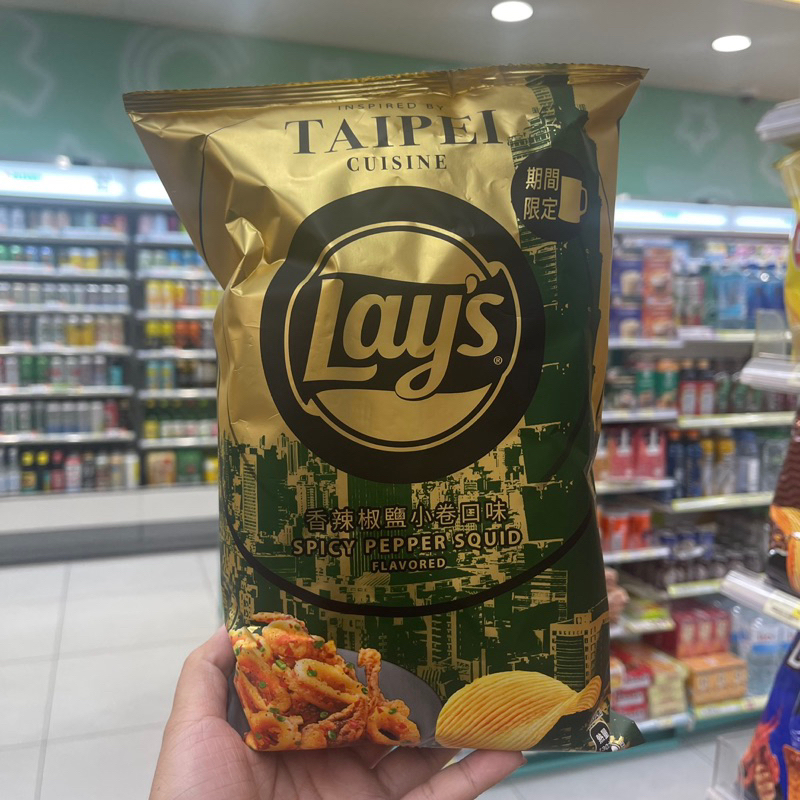 INSPIRED BY
TAIPEI
CUISINE
期間
限定
Lay's®
香辣椒鹽小卷口味
SPICY PEPPER SQUID
FLAVORED